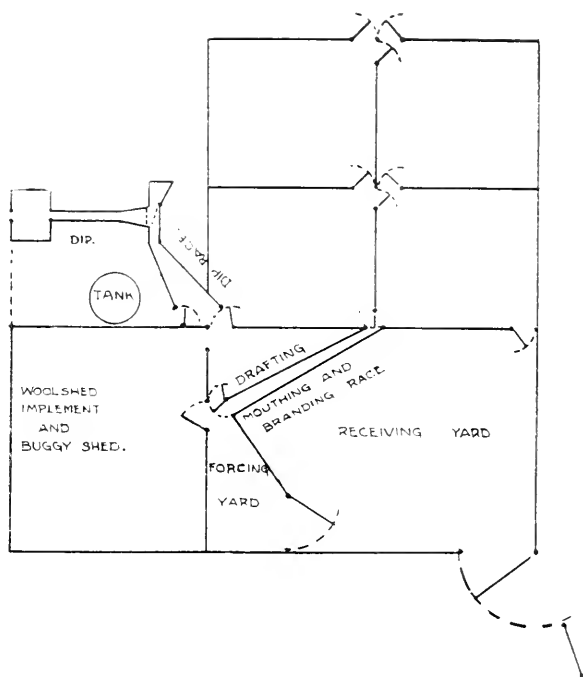 DIP.
DIP RACE.
TANK
DRAFTING
MOUTHING AND
BRANDING RACE
WOOLSHED
IMPLEMENT
AND
BUGGY SHED.
RECEIVING YARD
FORCING
YARD